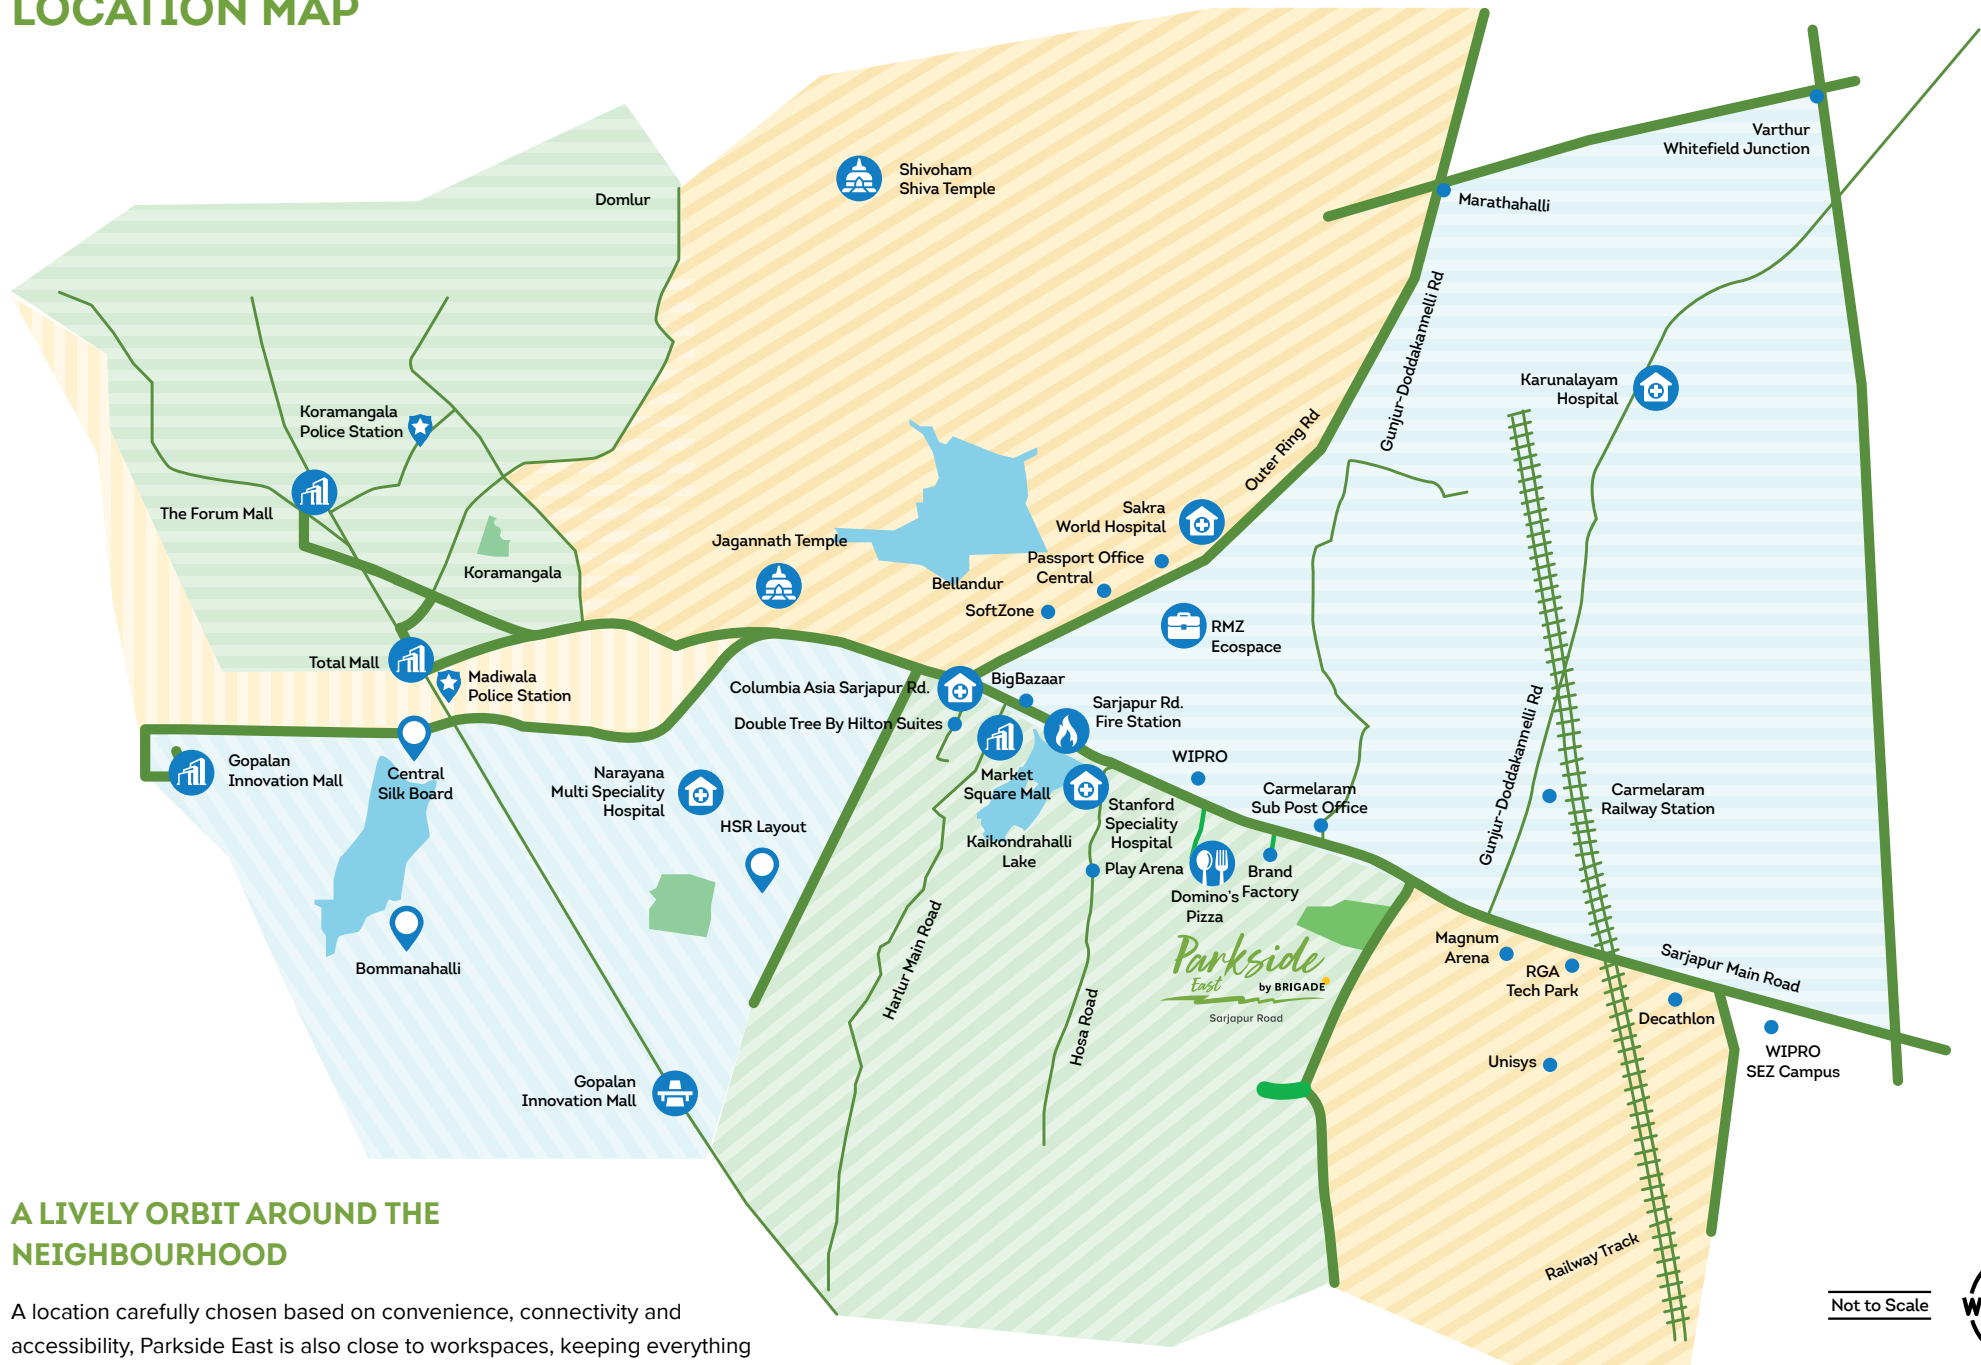 LOCATION MAP
Domlur
Shivoham
Shiva Temple
Varthur
Whitefield Junction
Marathahalli
Gunjur-Doddakannelli Rd
Karunalayam
Hospital
Koramangala
Police Station
The Forum Mall
Koramangala
Outer Ring Rd
Sakra
World Hospital
Jagannath Temple
Passport Office
Central
Bellandur
SoftZone
RMZ
Ecospace
Total Mall
Madiwala
Police Station
Columbia Asia Sarjapur Rd.
BigBazaar
Double Tree By Hilton Suites
Sarjapur Rd.
Fire Station
Gopalan
Innovation Mall
Central
Silk Board
Narayana
Multi Speciality
Hospital
HSR Layout
Market
Square Mall
WIPRO
Stanford
Speciality
Hospital
Carmelaram
Sub Post Office
Gunjur-Doddakannelli Rd
Carmelaram
Railway Station
Kaikondrahalli
Lake
Play Arena
Domino's
Pizza
Brand
Factory
Bommanahalli
Harlur Main Road
Hosa Road
Parkside
East
by BRIGADE
Sarjapur Road
Magnum
Arena
RGA
Tech Park
Sarjapur Main Road
Decathlon
Unisys
WIPRO
SEZ Campus
Gopalan
Innovation Mall
Railway Track
A LIVELY ORBIT AROUND THE
NEIGHBOURHOOD
A location carefully chosen based on convenience, connectivity and
accessibility, Parkside East is also close to workspaces, keeping everything
Not to Scale
W